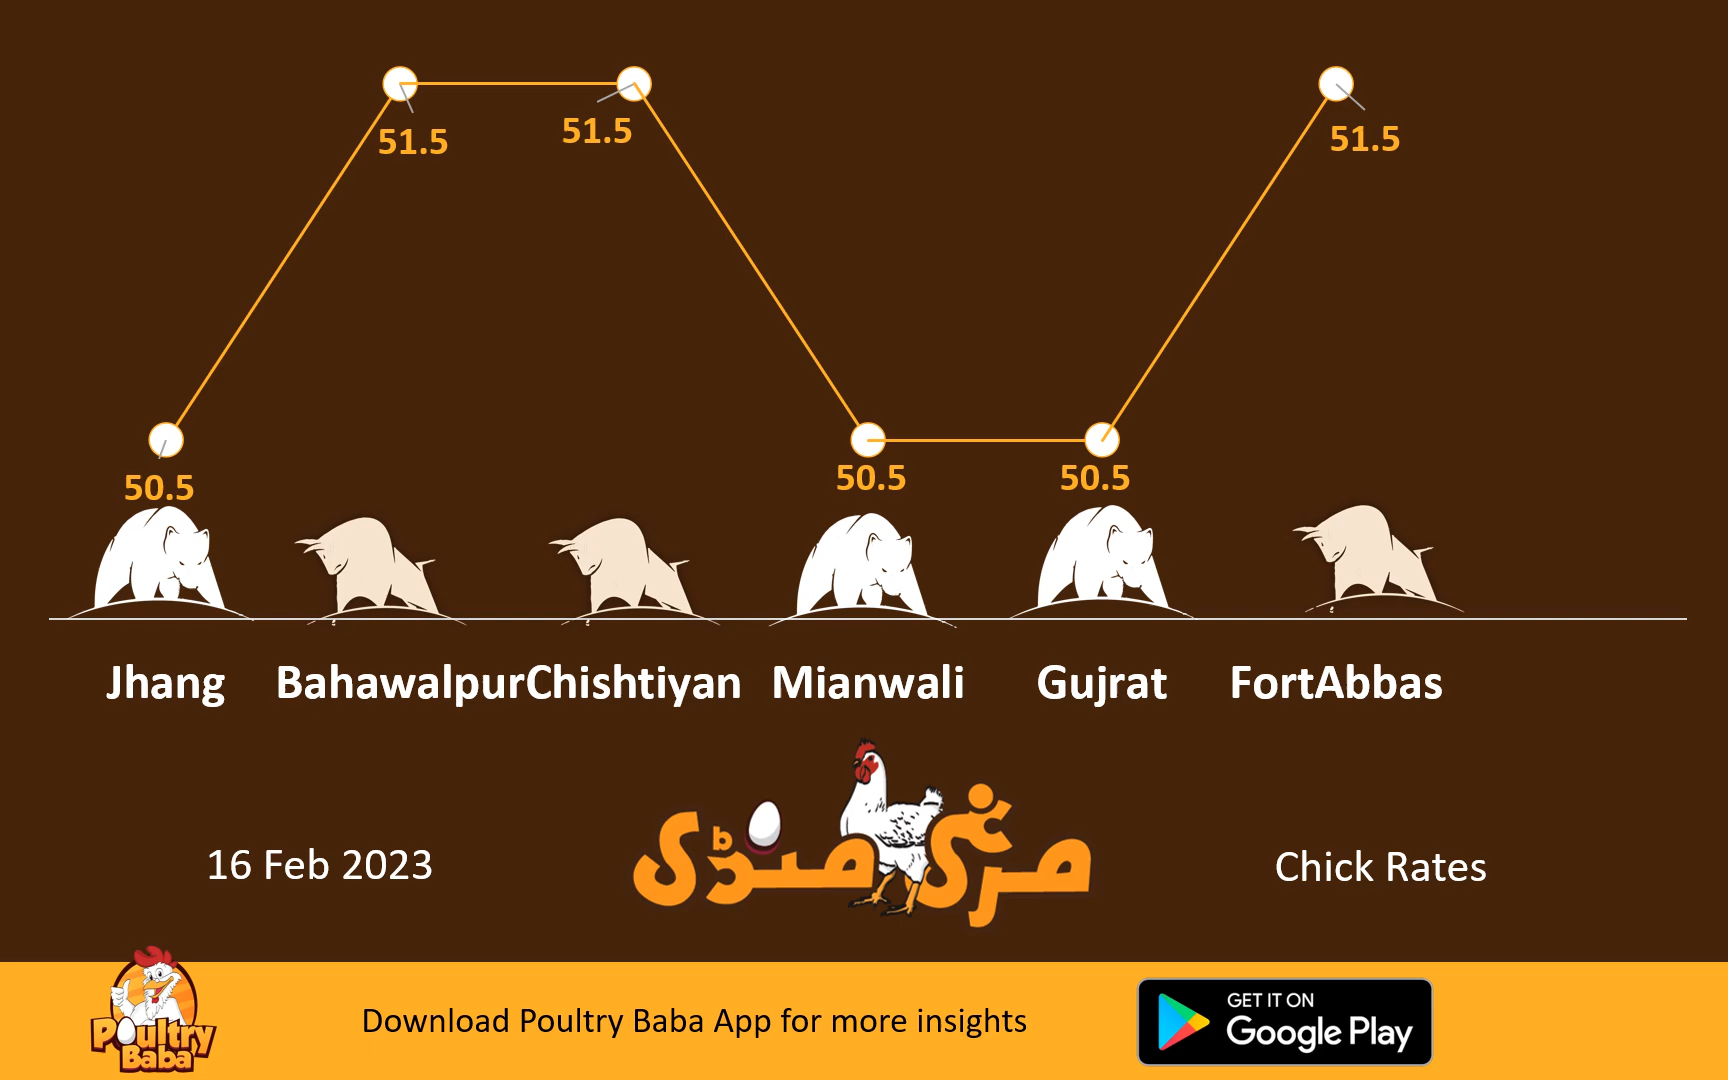 51.5
51.5
51.5
50.5
50.5
50.5
Jhang Bahawalpur Chishtiyan Mianwali Gujrat FortAbbas
مرغی منڈی
16 Feb 2023
Chick Rates
Poultry
Baba
Download Poultry Baba App for more insights
GET IT ON
Google Play